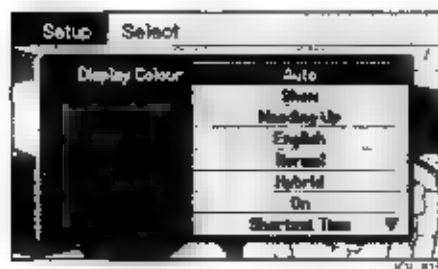 Setup Select
Display Colour Auto
Show
Heading Up
English
Normal
Hybrid
On
Shortest Time